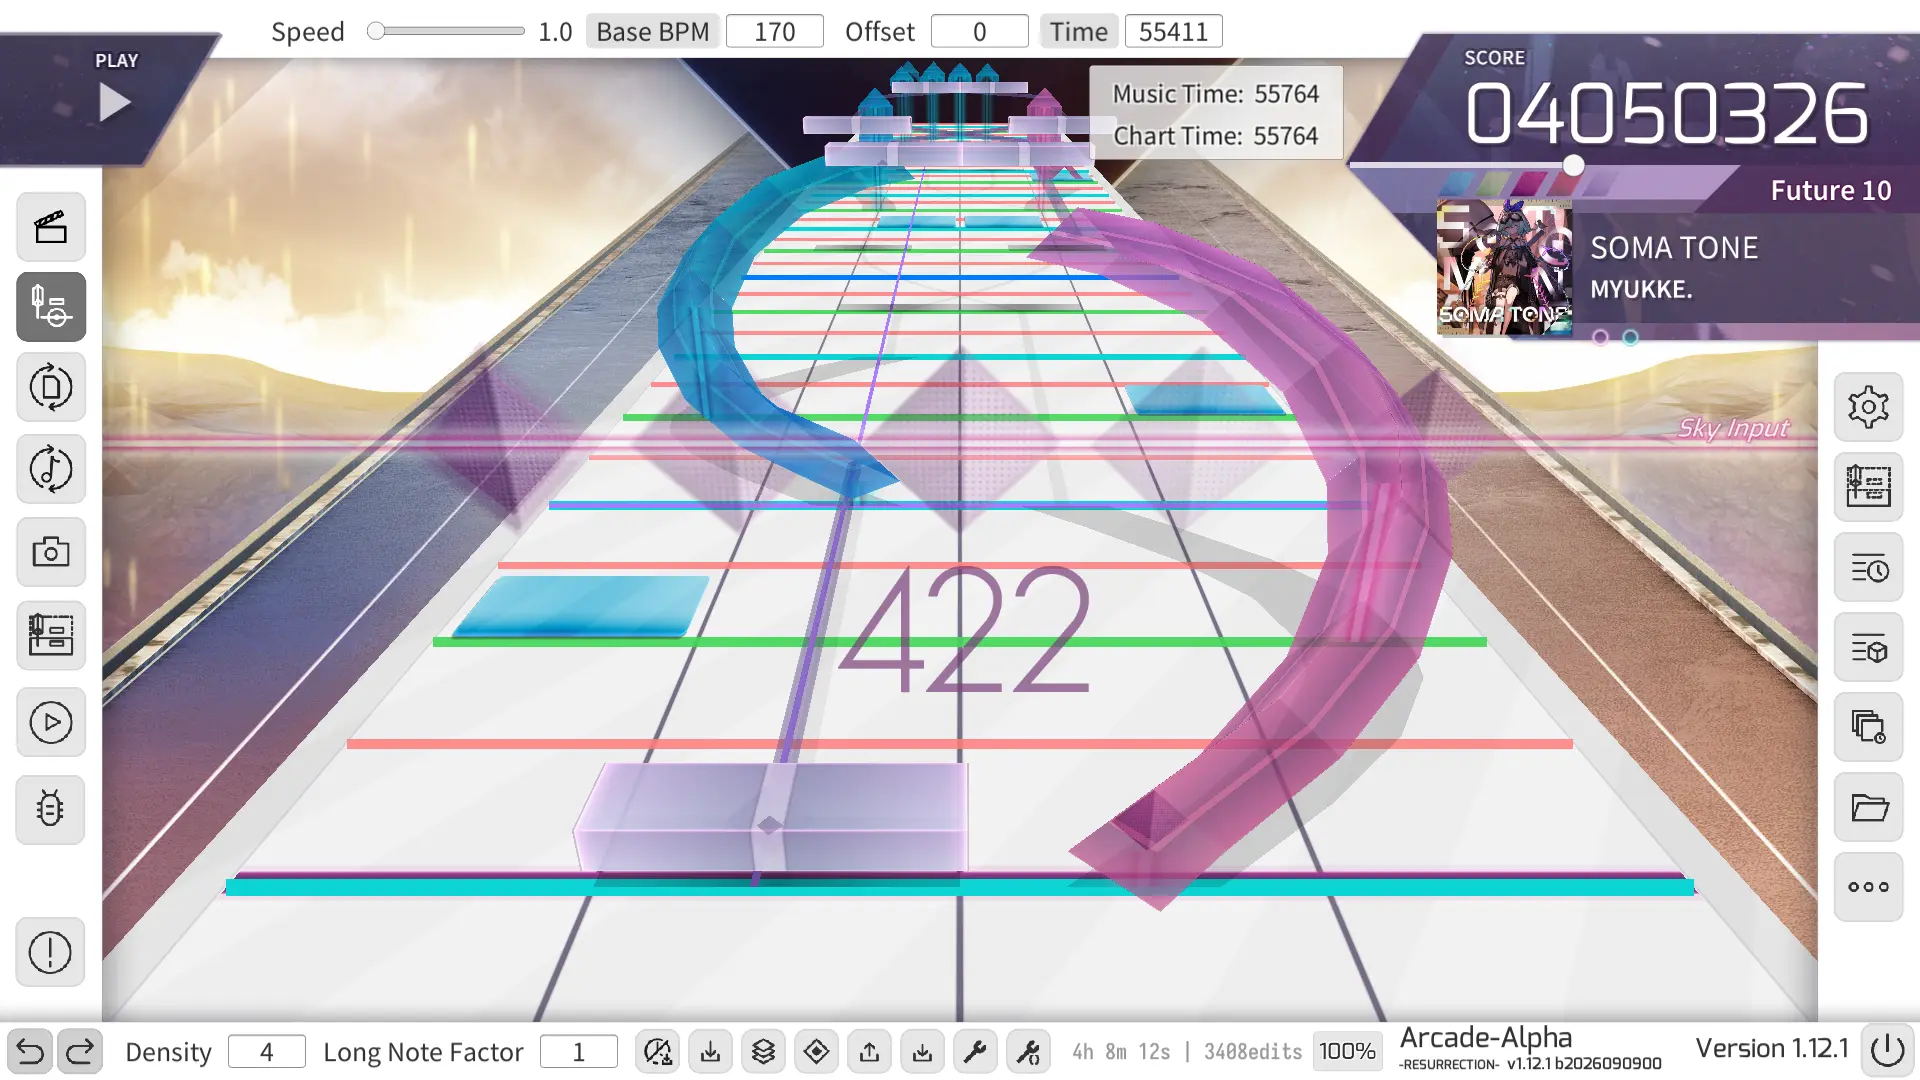 Speed 1.0 Base BPM 170 Offset 0 Time 55411
PLAY
Music Time: 55764
Chart Time: 55764
SCORE
04050326
Future 10
SOMA TONE
MYUKKE.
SOMA TONE
Sky Input
422
Density 4 Long Note Factor 1
4h 8m 12s | 3408edits
100%
Arcade-Alpha
-RESURRECTION- v1.12.1 b2026090900
Version 1.12.1